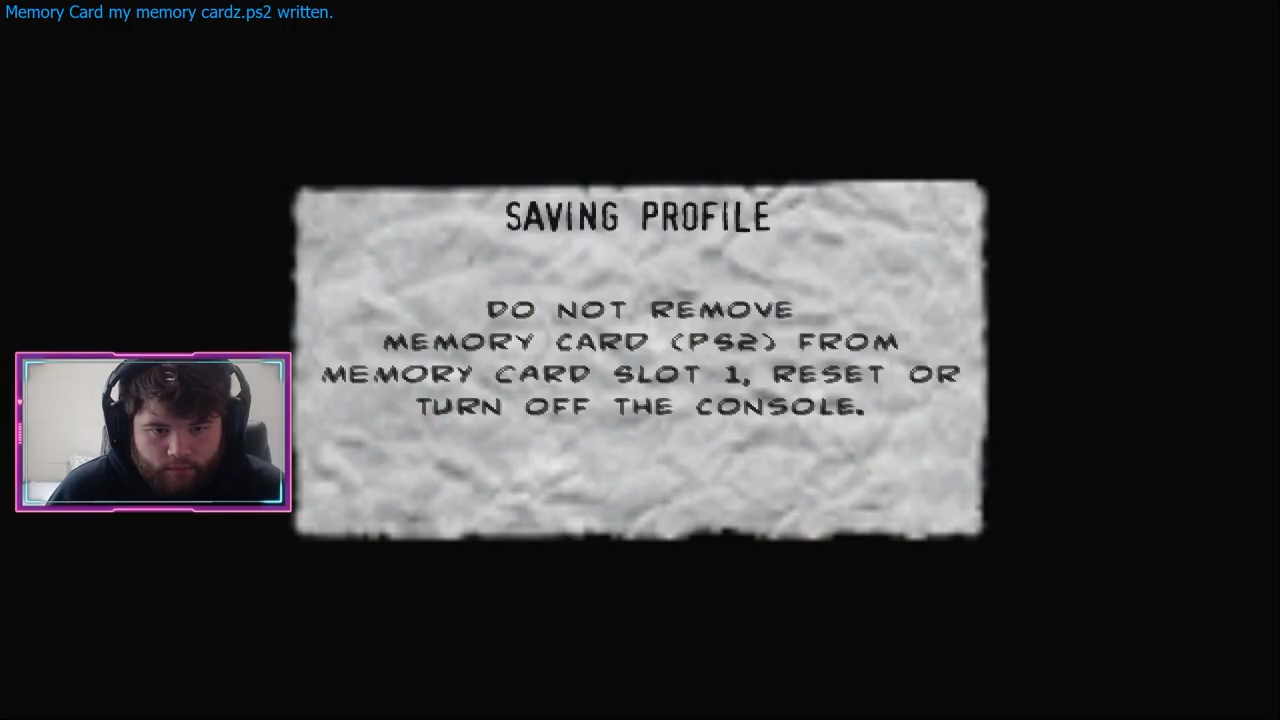 Memory Card my memory cardz.ps2 written.
SAVING PROFILE
DO NOT REMOVE
MEMORY CARD (PS2) FROM
MEMORY CARD SLOT 1, RESET OR
TURN OFF THE CONSOLE.